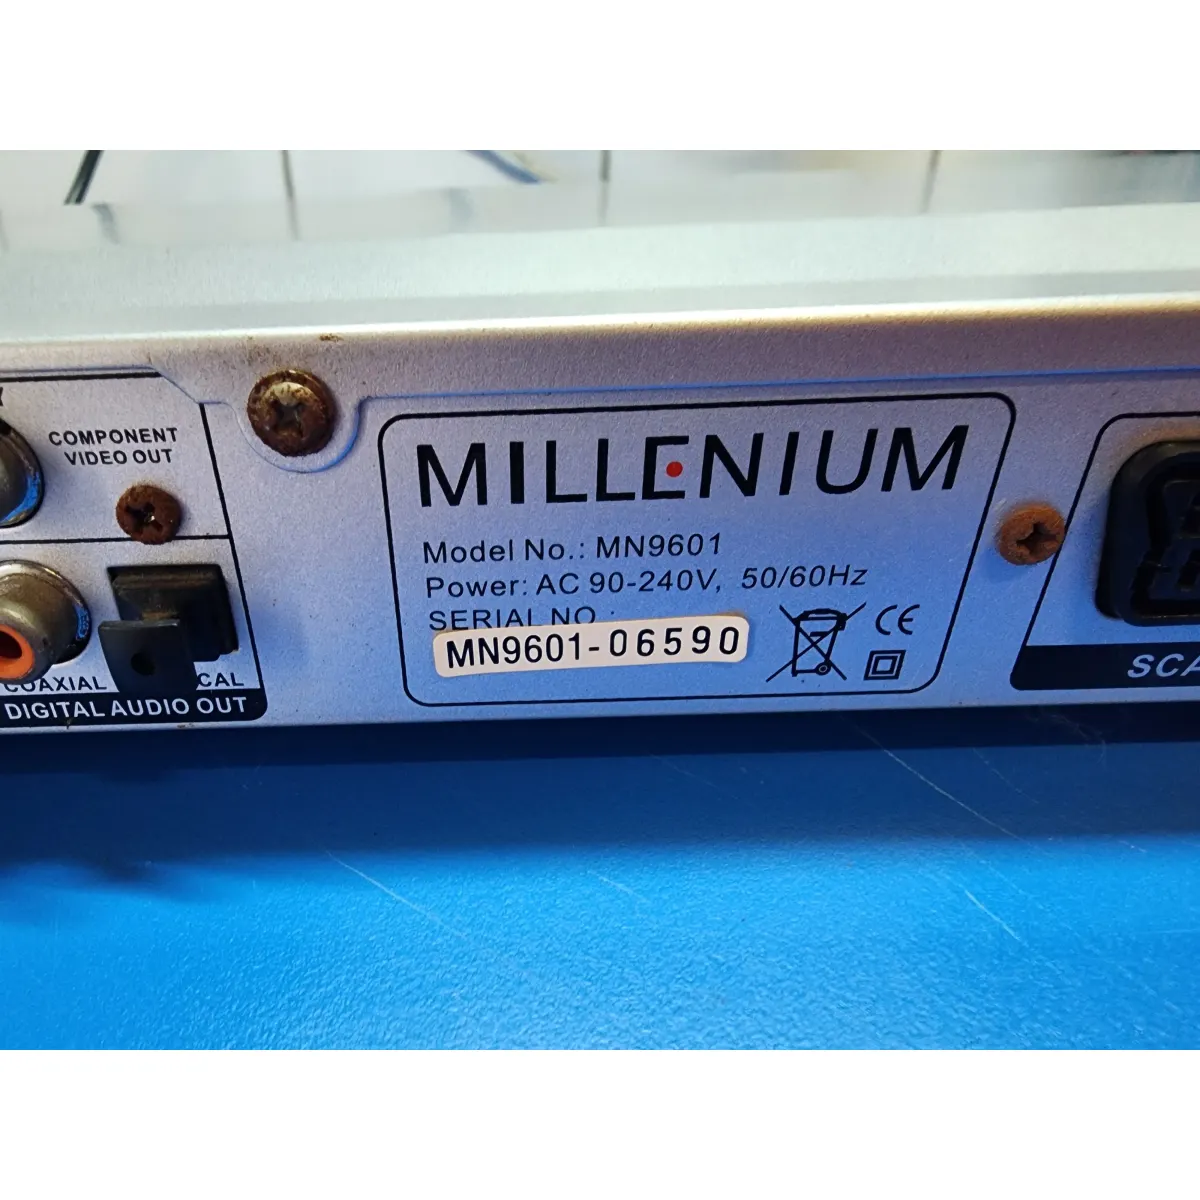 COMPONENT
VIDEO OUT
COAXIAL
DIGITAL AUDIO OUT
MILLENIUM
Model No.: MN9601
Power: AC 90-240V, 50/60Hz
SERIAL NO.:
MN9601-06590
CE